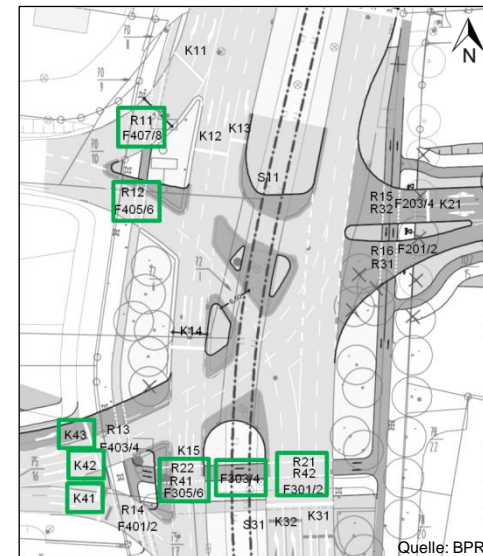 K11
N
R11
F407/8
K12
K13
R12
F405/6
S11
R15
R32
F203/4
K21
R16
R31
F201/2
K14
K43
R13
F403/4
K42
K15
R22
R41
F305/6
F303/4
R21
R42
F301/2
K41
R14
F401/2
S31
K32
K31
Quelle: BPR